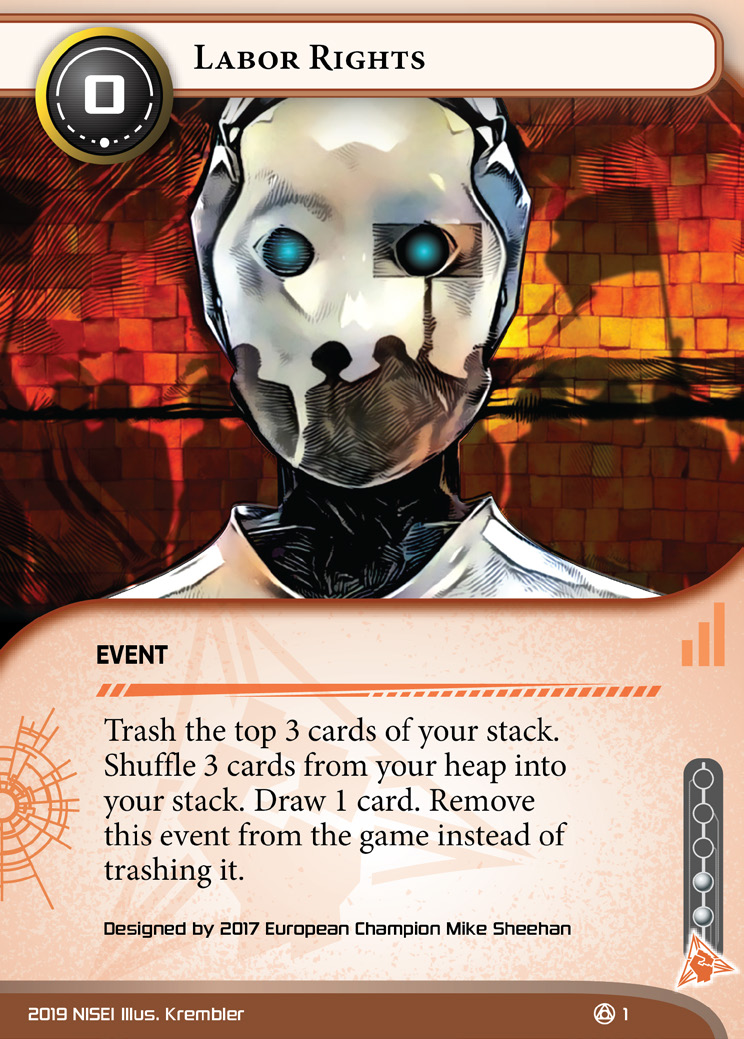 Labor Rights
0
EVENT
Trash the top 3 cards of your stack.
Shuffle 3 cards from your heap into
your stack. Draw 1 card. Remove
this event from the game instead of
trashing it.
Designed by 2017 European Champion Mike Sheehan
2019 NISEI Illus. Krembler
1